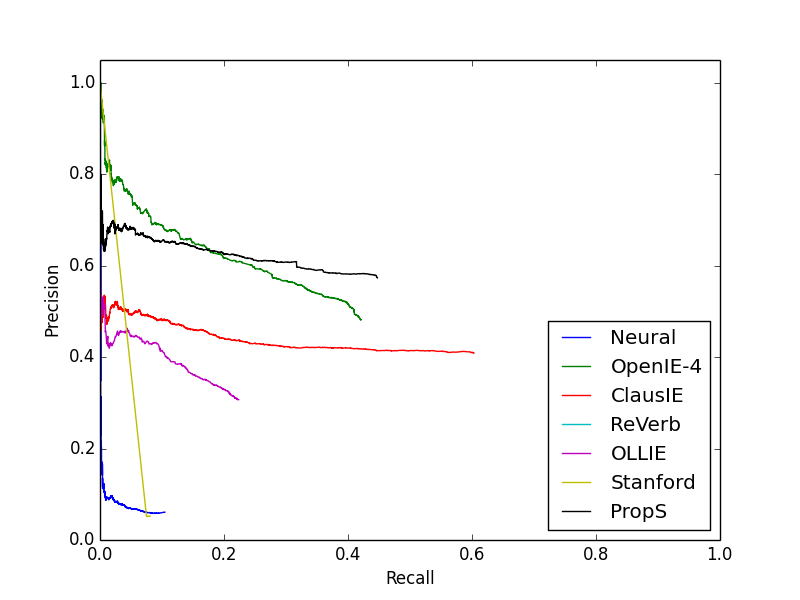 1.0
0.8
0.6
0.4
0.2
0.0
Precision
0.0 0.2 0.4 0.6 0.8 1.0
Recall
Neural
OpenIE-4
ClausIE
ReVerb
OLLIE
Stanford
PropS